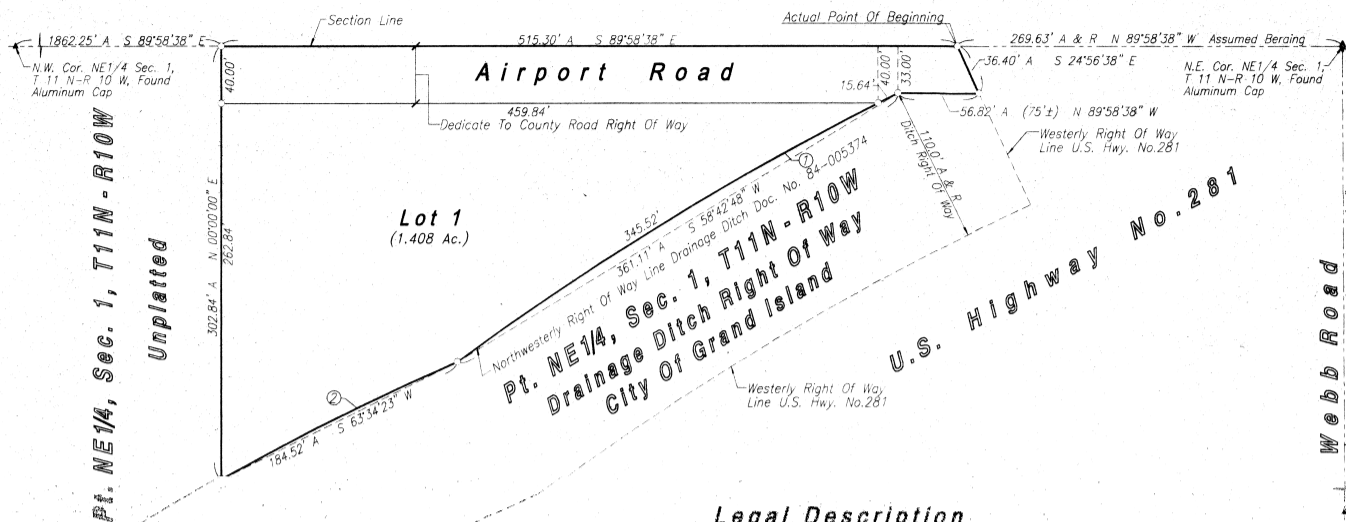 Section Line
Actual Point Of Beginning
1862.25' A S 89°58'38" E
515.30' A S 89°58'38" E
269.63' A & R N 89°58'38" W Assumed Beraing
N.W. Cor. NE1/4 Sec. 1,
T 11 N-R 10 W, Found
Aluminum Cap
40.00'
Airport Road
40.00'
33.00'
36.40' A S 24°56'38" E
N.E. Cor. NE1/4 Sec. 1,
T 11 N-R 10 W, Found
Aluminum Cap
15.64'
459.84'
56.82' A (75'±) N 89°58'38" W
Dedicate To County Road Right Of Way
Westerly Right Of Way
Line U.S. Hwy. No.281
110.0' A & R
Ditch Right Of Way
1
Pt. NE1/4, Sec. 1, T11N - R10W
Unplatted
302.84' A N 00°00'00" E
262.84'
Lot 1
(1.408 Ac.)
345.52'
361.11' A S 58°42'48" W
Northwesterly Right Of Way Line Drainage Ditch Doc. No. 84-005374
Pt. NE1/4, Sec. 1, T11N - R10W
Drainage Ditch Right Of Way
City Of Grand Island
U.S. Highway No.281
Webb Road
2
184.52' A S 63°34'23" W
Westerly Right Of Way
Line U.S. Hwy. No.281
Legal Description